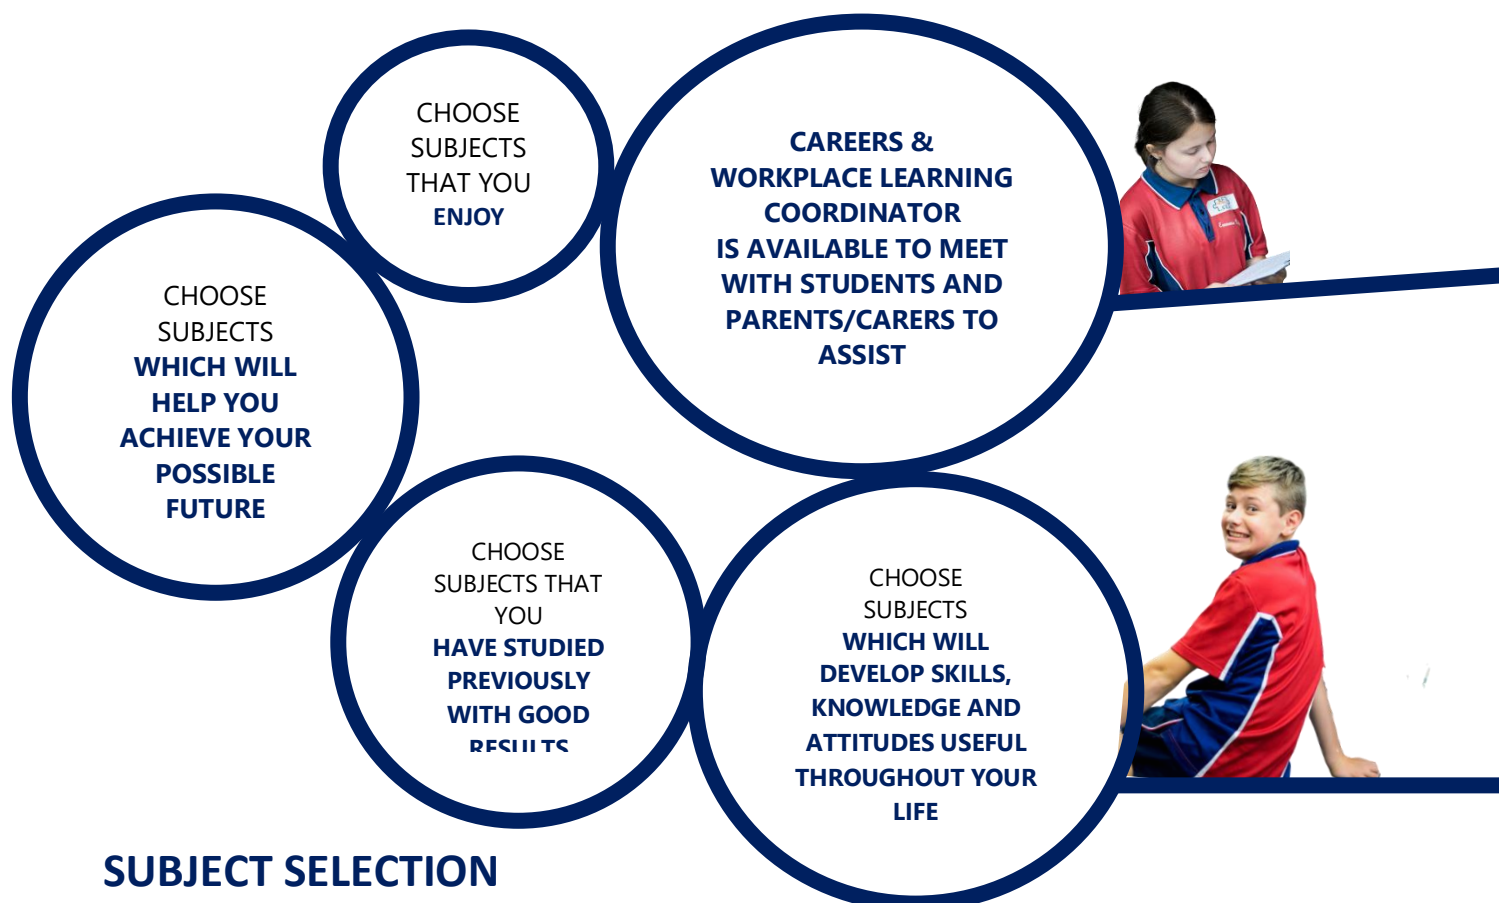 CHOOSE
SUBJECTS
THAT YOU
ENJOY
CAREERS &
WORKPLACE LEARNING
COORDINATOR
IS AVAILABLE TO MEET
WITH STUDENTS AND
PARENTS/CARERS TO
ASSIST
CHOOSE
SUBJECTS
WHICH WILL
HELP YOU
ACHIEVE YOUR
POSSIBLE
FUTURE
CHOOSE
SUBJECTS THAT
YOU
HAVE STUDIED
PREVIOUSLY
WITH GOOD
RESULTS
CHOOSE
SUBJECTS
WHICH WILL
DEVELOP SKILLS,
KNOWLEDGE AND
ATTITUDES USEFUL
THROUGHOUT YOUR
LIFE
SUBJECT SELECTION